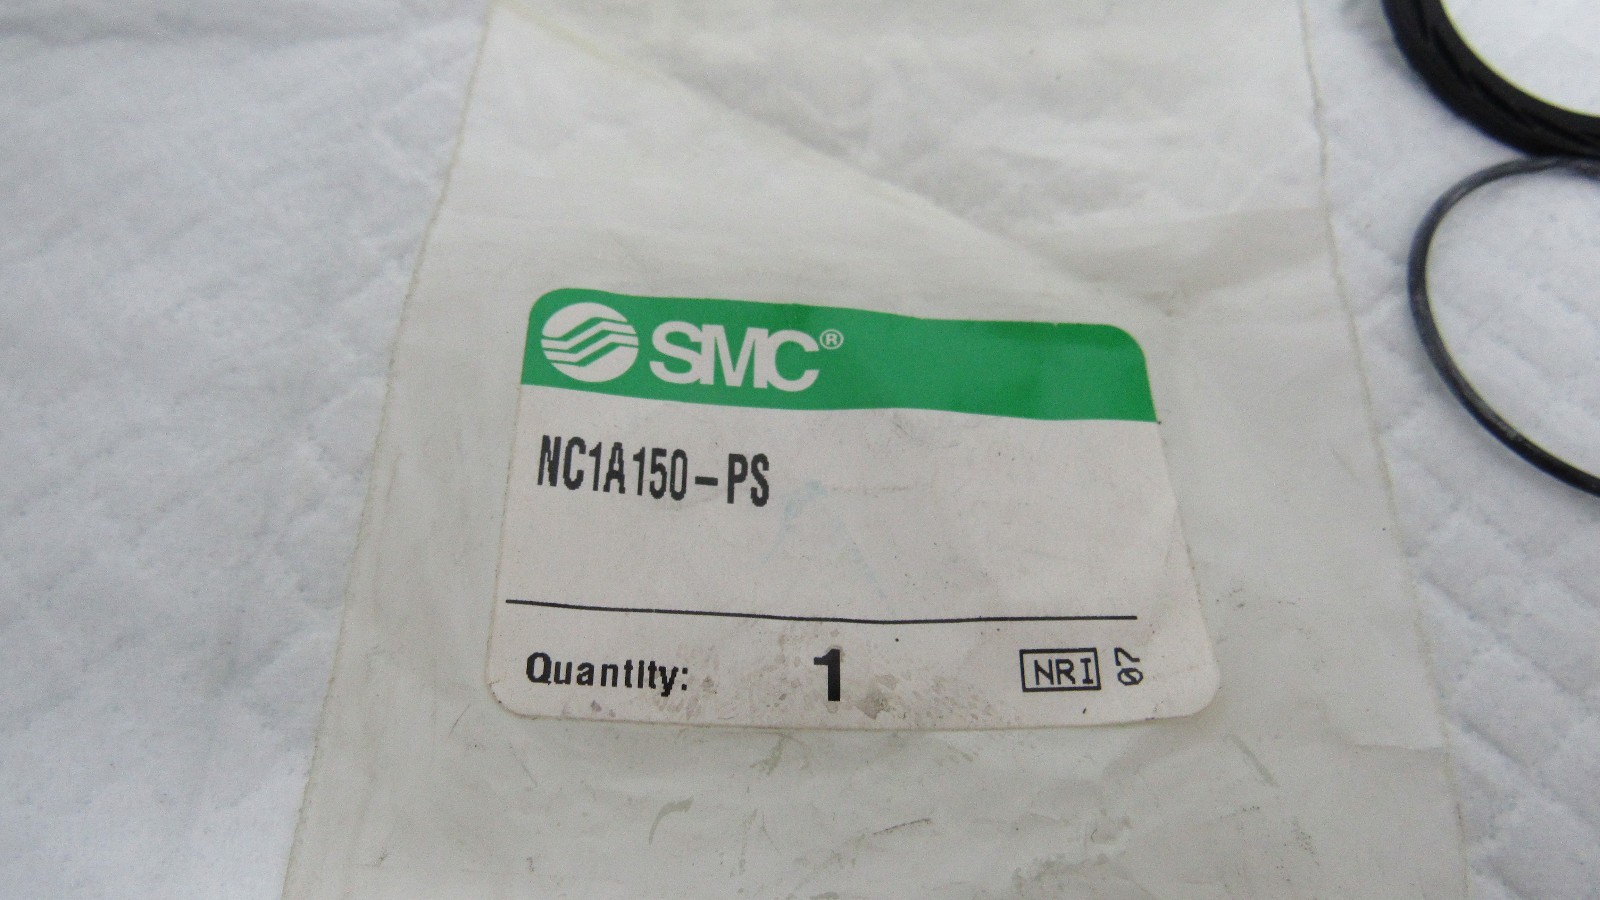 SMC®
NC1A150-PS
Quantity: 1 NRI 07